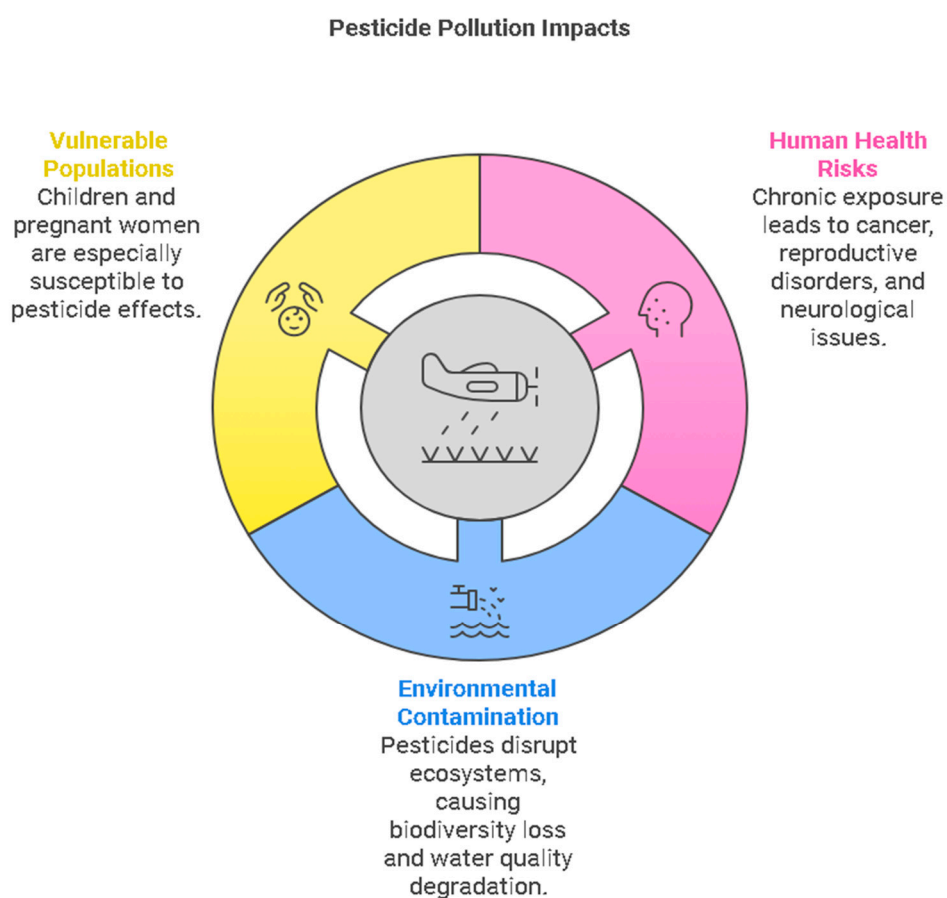 Pesticide Pollution Impacts
Vulnerable
Populations
Children and
pregnant women
are especially
susceptible to
pesticide effects.
Human Health
Risks
Chronic exposure
leads to cancer,
reproductive
disorders, and
neurological
issues.
Environmental
Contamination
Pesticides disrupt
ecosystems,
causing
biodiversity loss
and water quality
degradation.